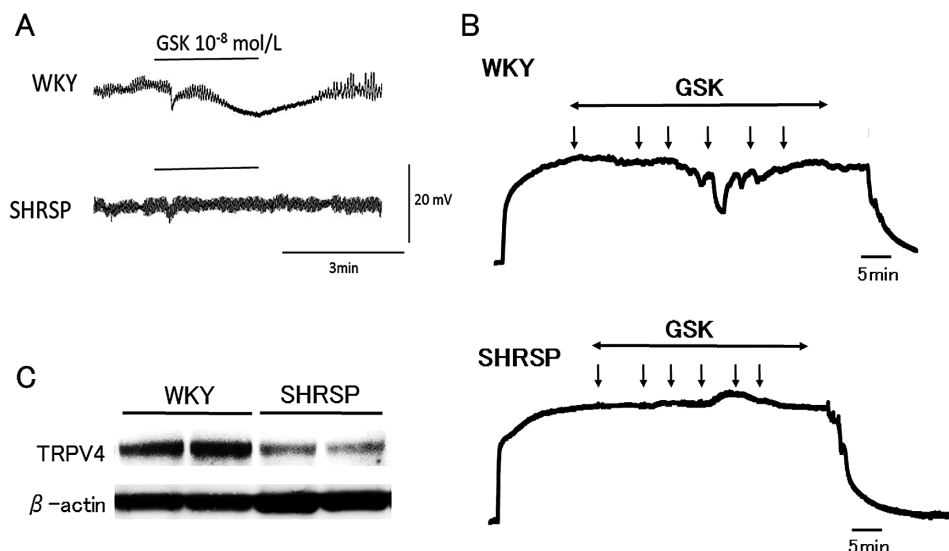 A
GSK 10⁻⁸ mol/L
WKY
SHRSP
20 mV
3min
B
WKY
GSK
5min
SHRSP
GSK
5min
C
WKY SHRSP
TRPV4
β-actin